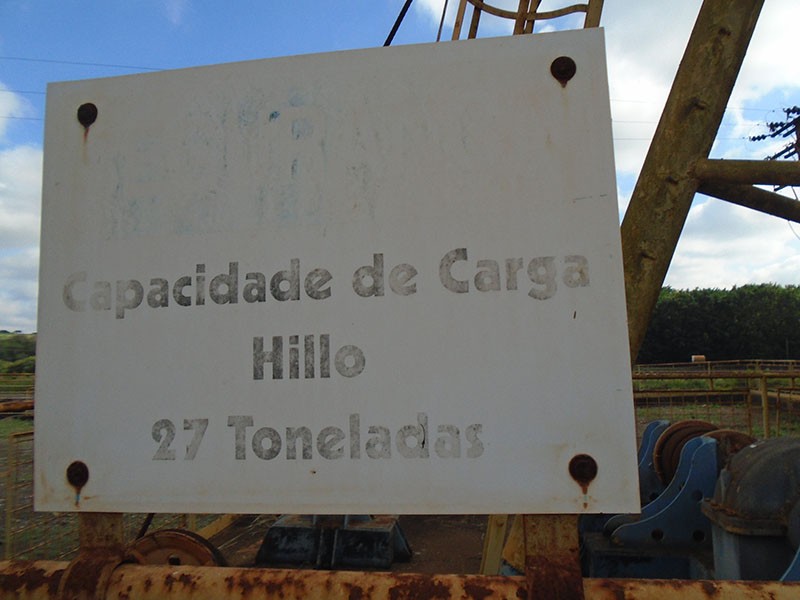 Capacidade de Carga
Hillo
27 Toneladas